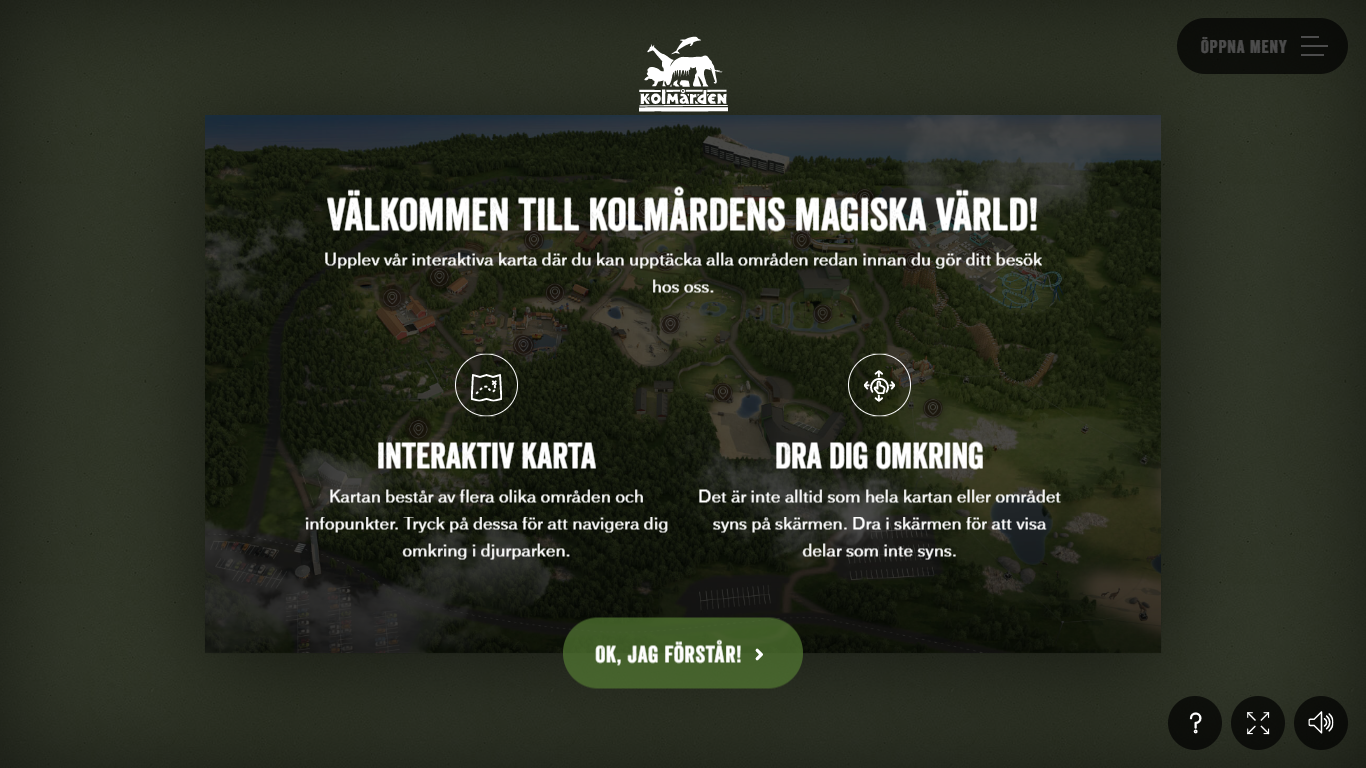 ÖPPNA MENY
KOLMÅRDEN
VÄLKOMMEN TILL KOLMÅRDENS MAGISKA VÄRLD!
Upplev vår interaktiva karta där du kan upptäcka alla områden redan innan du gör ditt besök
hos oss.
INTERAKTIV KARTA
Kartan består av flera olika områden och
infopunkter. Tryck på dessa för att navigera dig
omkring i djurparken.
DRA DIG OMKRING
Det är inte alltid som hela kartan eller området
syns på skärmen. Dra i skärmen för att visa
delar som inte syns.
OK, JAG FÖRSTÅR!
?